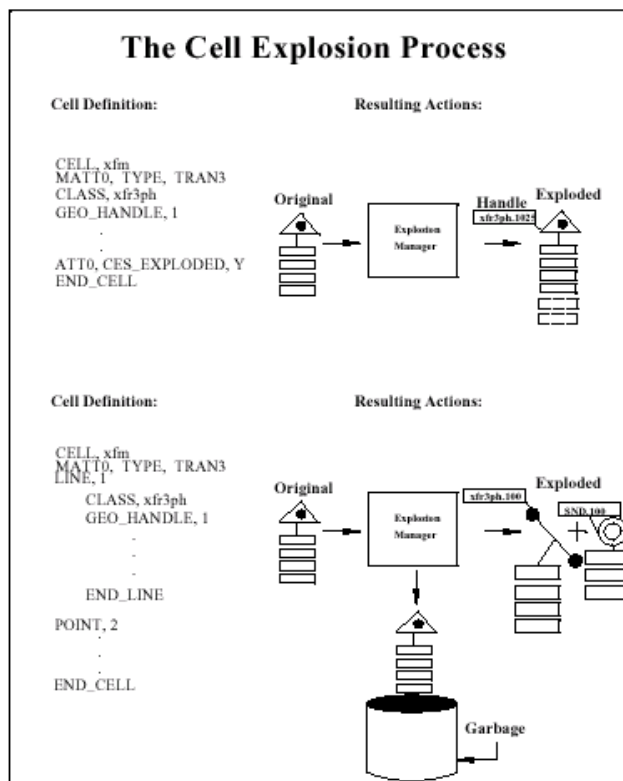 The Cell Explosion Process
Cell Definition:
Resulting Actions:
CELL, xfm
MATT0, TYPE, TRAN3
CLASS, xfr3ph
GEO_HANDLE, 1
.
.
ATT0, CES_EXPLODED, Y
END_CELL
Original
Explosion
Manager
Handle
Exploded
xfr3ph.1025
Cell Definition:
Resulting Actions:
CELL, xfm
MATT0, TYPE, TRAN3
LINE, 1
CLASS, xfr3ph
GEO_HANDLE, 1
.
.
.
END_LINE
POINT, 2
.
.
.
END_CELL
Original
Explosion
Manager
xfr3ph.100
Exploded
SND.100
+
Garbage